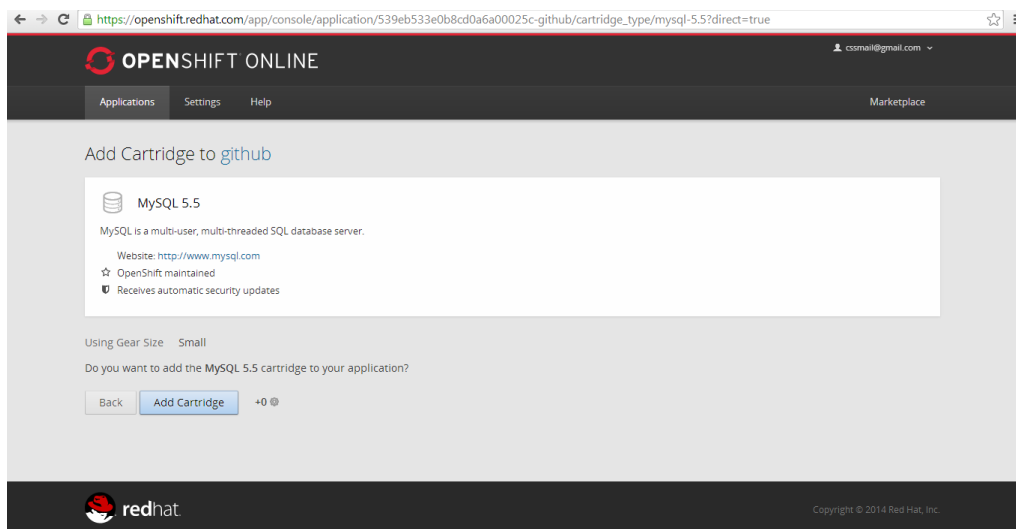 https://openshift.redhat.com/app/console/application/539eb533e0b8cd0a6a00025c-github/cartridge_type/mysql-5.5?direct=true
OPENSHIFT ONLINE
cssmail@gmail.com
Applications Settings Help Marketplace
Add Cartridge to github
MySQL 5.5
MySQL is a multi-user, multi-threaded SQL database server.
Website: http://www.mysql.com
OpenShift maintained
Receives automatic security updates
Using Gear Size Small
Do you want to add the MySQL 5.5 cartridge to your application?
Back Add Cartridge +0
redhat.
Copyright © 2014 Red Hat, Inc.